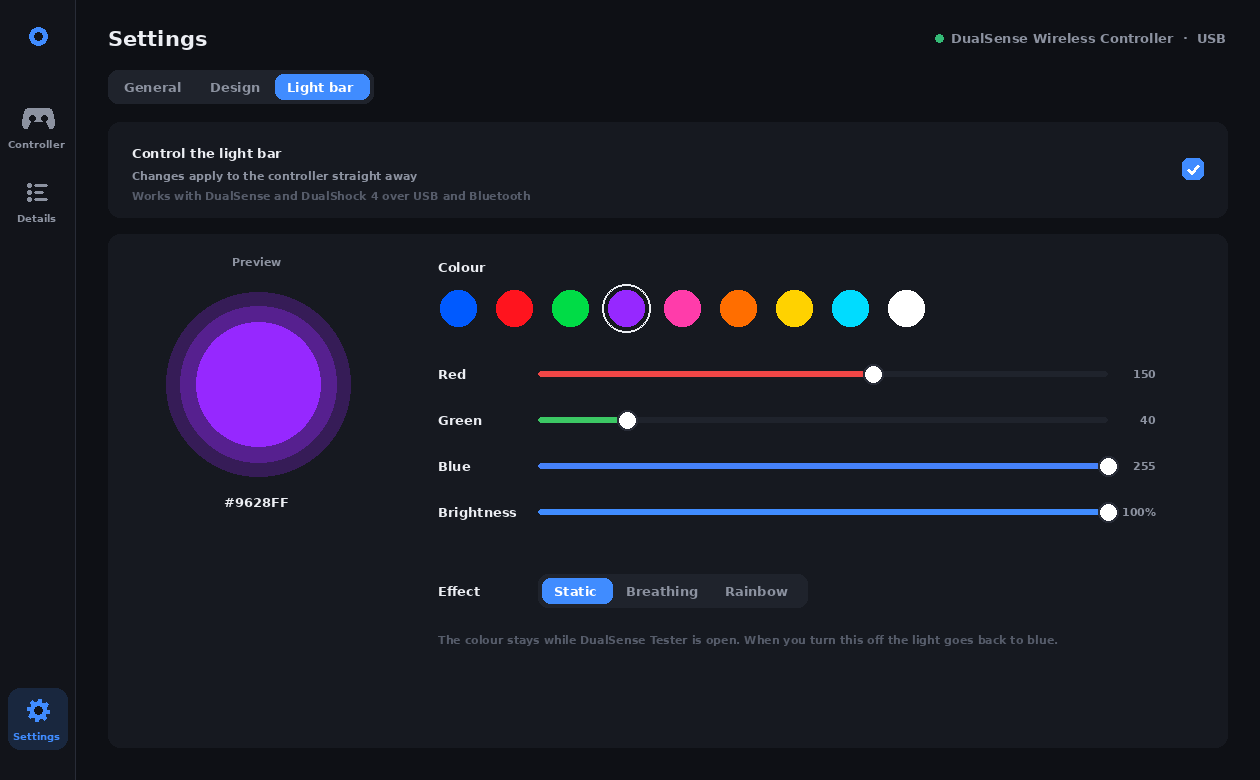 Settings
DualSense Wireless Controller · USB
General Design Light bar
Controller
Details
Settings
Control the light bar
Changes apply to the controller straight away
Works with DualSense and DualShock 4 over USB and Bluetooth
Preview
#9628FF
Colour
Red 150
Green 40
Blue 255
Brightness 100%
Effect Static Breathing Rainbow
The colour stays while DualSense Tester is open. When you turn this off the light goes back to blue.